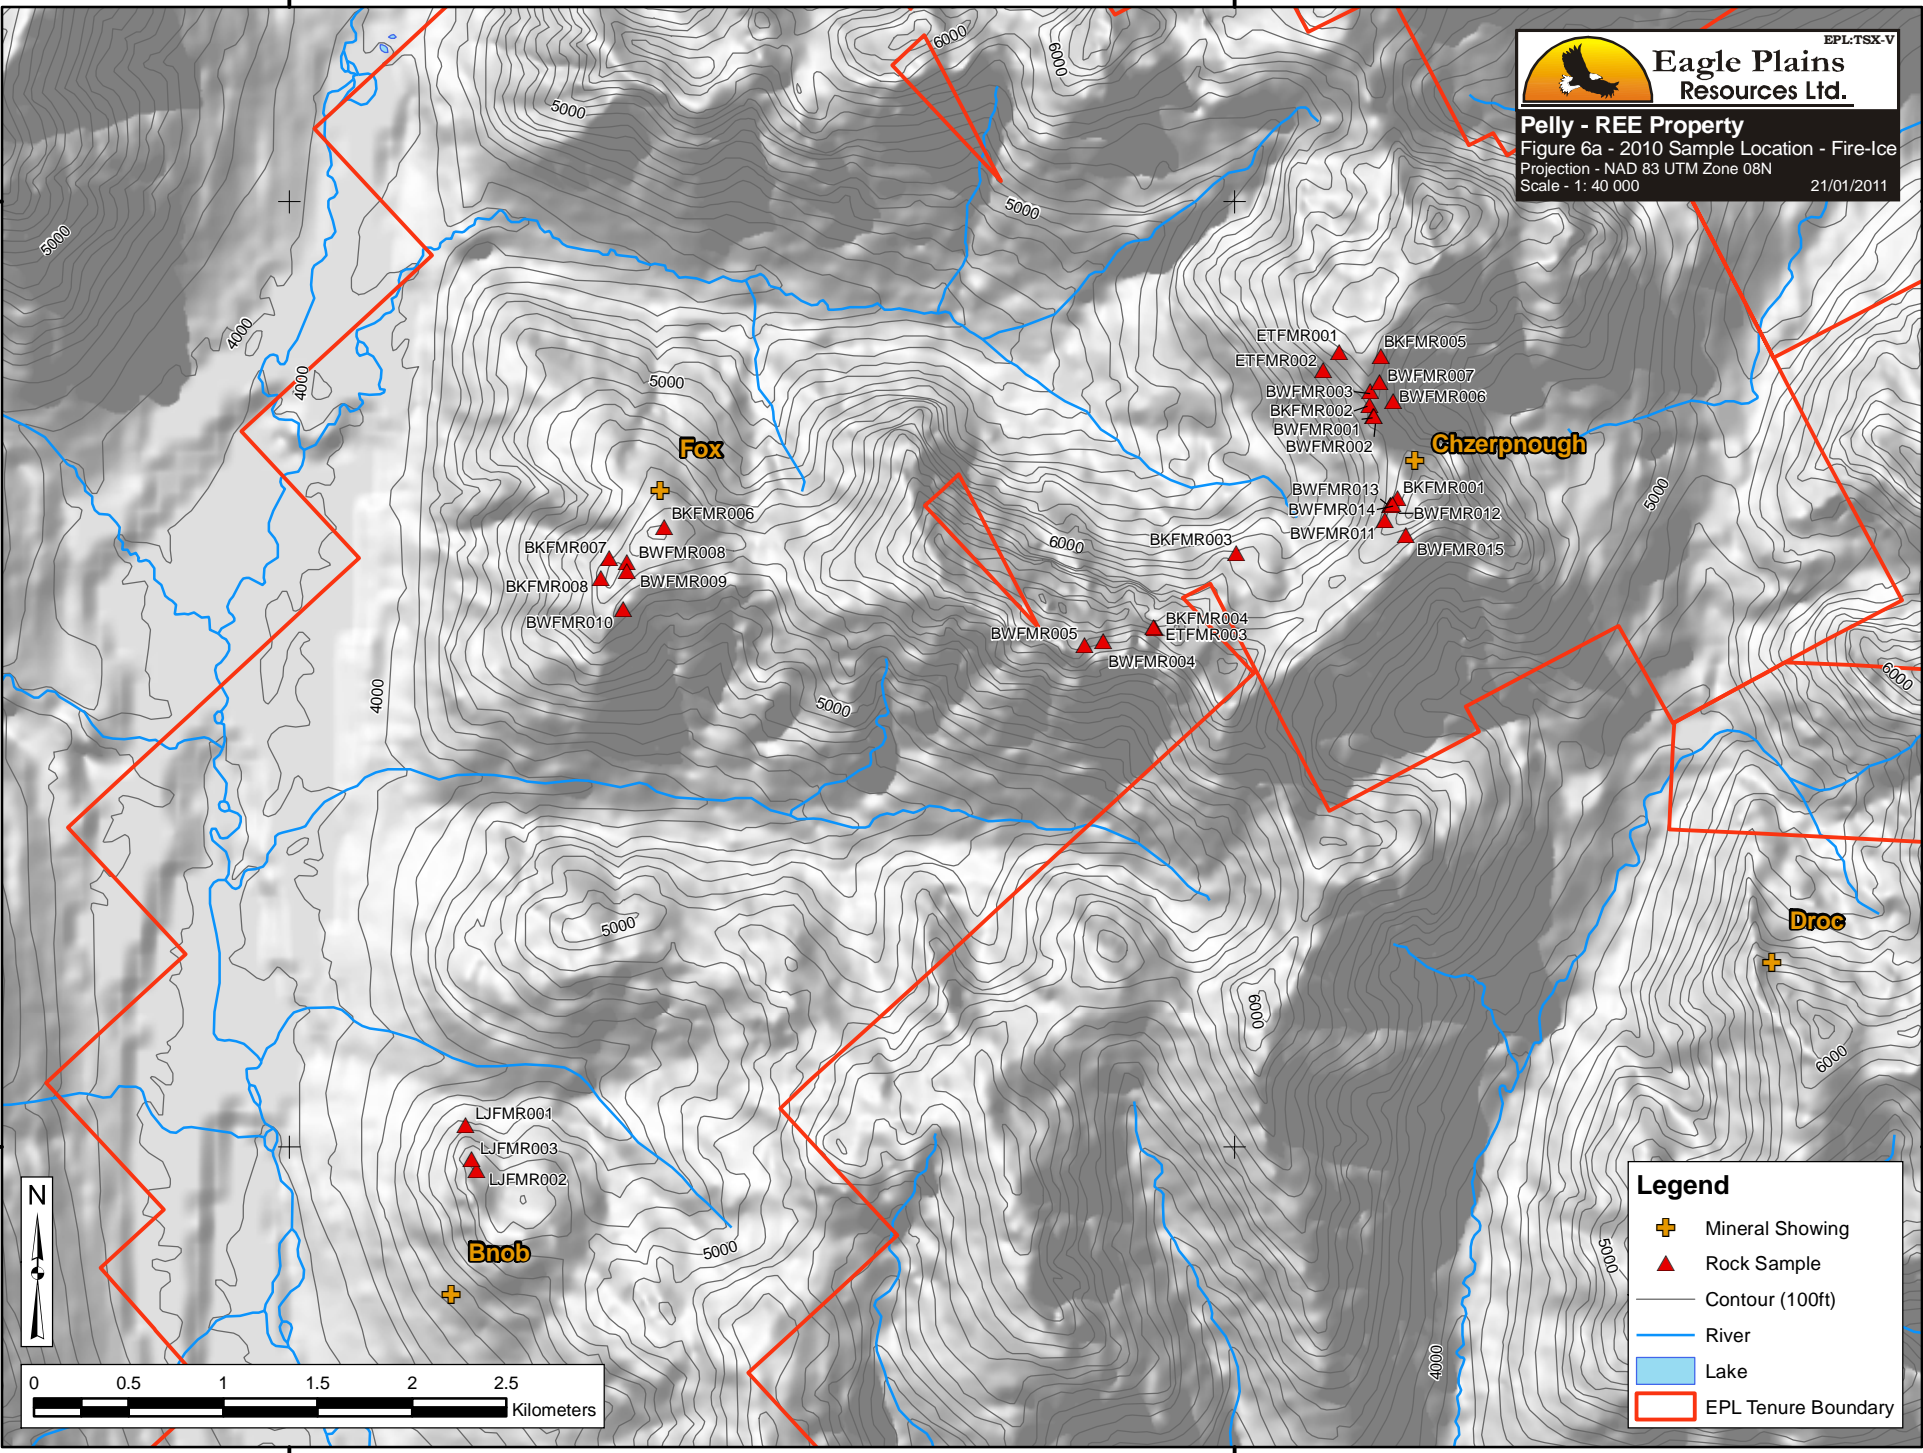 EPL:TSX-V
Eagle Plains
Resources Ltd.
Pelly - REE Property
Figure 6a - 2010 Sample Location - Fire-Ice
Projection - NAD 83 UTM Zone 08N
Scale - 1: 40 000 21/01/2011
6000
6000
5000
5000
5000
4000
4000
5000
ETFMR001
BKFMR005
ETFMR002
BWFMR007
BWFMR003
BWFMR006
BKFMR002
BWFMR001
BWFMR002
Chzerpnough
Fox
BWFMR013
BKFMR001
5000
BWFMR014
BWFMR012
BWFMR011
BWFMR015
BKFMR006
6000
BKFMR003
BKFMR007
BWFMR008
BKFMR008
BWFMR009
BWFMR010
BKFMR004
BWFMR005
ETFMR003
BWFMR004
6000
4000
5000
5000
Droc
6000
6000
LJFMR001
LJFMR003
LJFMR002
Bnob
5000
5000
4000
N
0 0.5 1 1.5 2 2.5
Kilometers
Legend
Mineral Showing
Rock Sample
Contour (100ft)
River
Lake
EPL Tenure Boundary